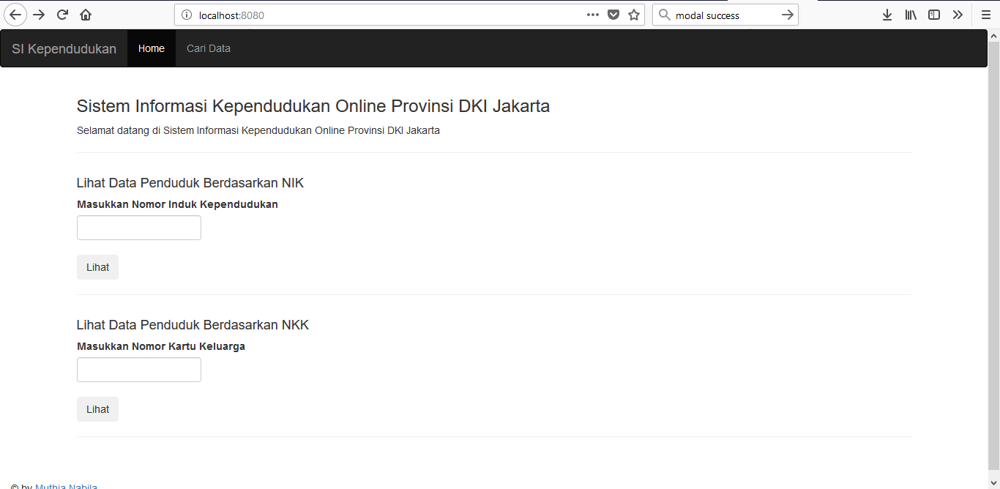 localhost:8080
modal success
SI Kependudukan Home Cari Data
Sistem Informasi Kependudukan Online Provinsi DKI Jakarta
Selamat datang di Sistem Informasi Kependudukan Online Provinsi DKI Jakarta
Lihat Data Penduduk Berdasarkan NIK
Masukkan Nomor Induk Kependudukan
Lihat
Lihat Data Penduduk Berdasarkan NKK
Masukkan Nomor Kartu Keluarga
Lihat
© by Muthia Nabila